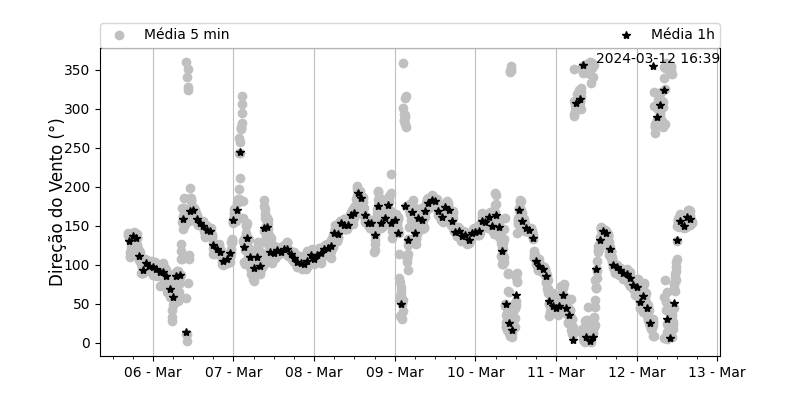 Média 5 min
Média 1h
2024-03-12 16:39
Direção do Vento (°)
350
300
250
200
150
100
50
0
06 - Mar
07 - Mar
08 - Mar
09 - Mar
10 - Mar
11 - Mar
12 - Mar
13 - Mar